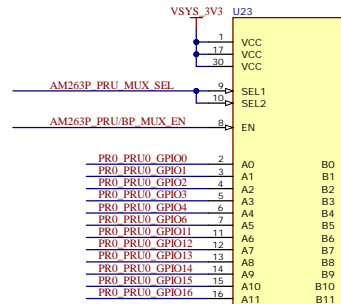 VSYS_3V3 U23
1 VCC
17 VCC
30 VCC
AM263P_PRU_MUX_SEL 9 SEL1
10 SEL2
AM263P_PRU/BP_MUX_EN 8 EN
PR0_PRU0_GPIO0 2 A0 B0
PR0_PRU0_GPIO1 3 A1 B1
PR0_PRU0_GPIO2 4 A2 B2
PR0_PRU0_GPIO3 5 A3 B3
PR0_PRU0_GPIO4 6 A4 B4
PR0_PRU0_GPIO6 7 A5 B5
PR0_PRU0_GPIO11 11 A6 B6
PR0_PRU0_GPIO12 12 A7 B7
PR0_PRU0_GPIO13 13 A8 B8
PR0_PRU0_GPIO14 14 A9 B9
PR0_PRU0_GPIO15 15 A10 B10
PR0_PRU0_GPIO16 16 A11 B11